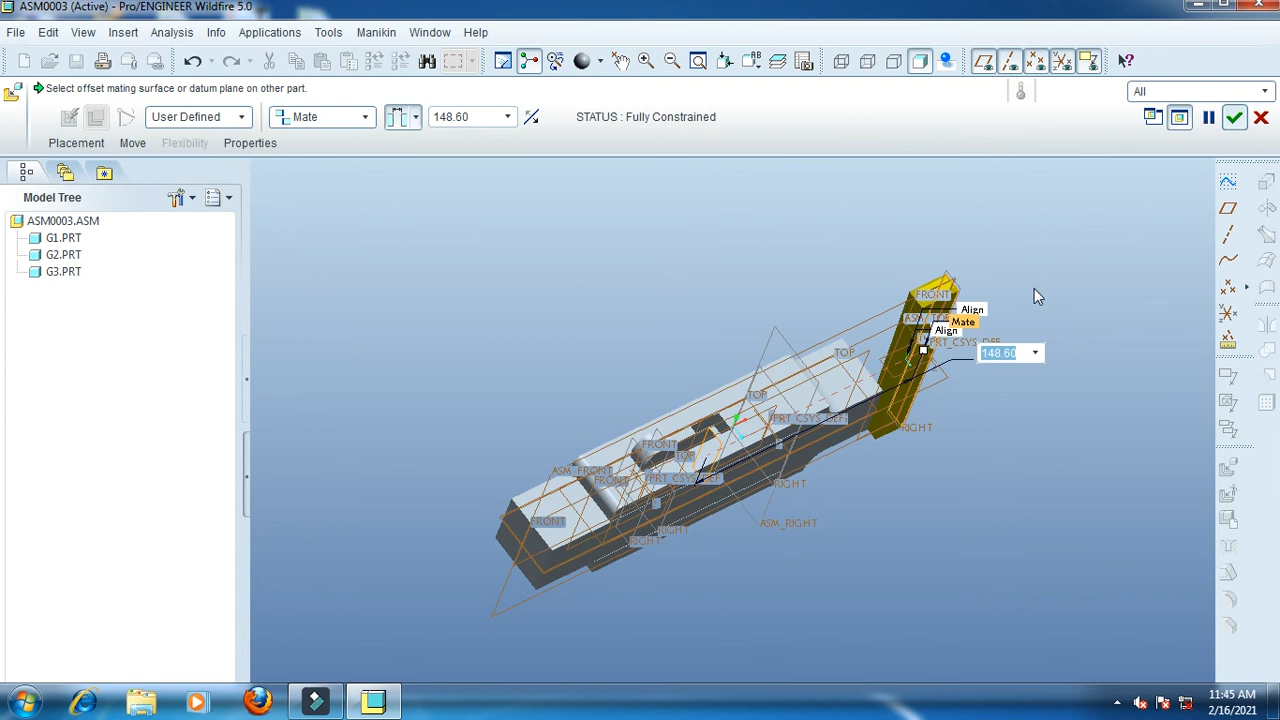 ASM0003 (Active) - Pro/ENGINEER Wildfire 5.0
File Edit View Insert Analysis Info Applications Tools Manikin Window Help
Select offset mating surface or datum plane on other part.
All
User Defined Mate 148.60 STATUS : Fully Constrained
Placement Move Flexibility Properties
Model Tree
ASM0003.ASM
G1.PRT
G2.PRT
G3.PRT
FRONT
Align
Mate
Align
148.60
TOP
TOP
RIGHT
FRONT
TOP
ASM_FRONT
FRONT
RIGHT
FRONT
ASM_RIGHT
RIGHT
RIGHT
11:45 AM
2/16/2021